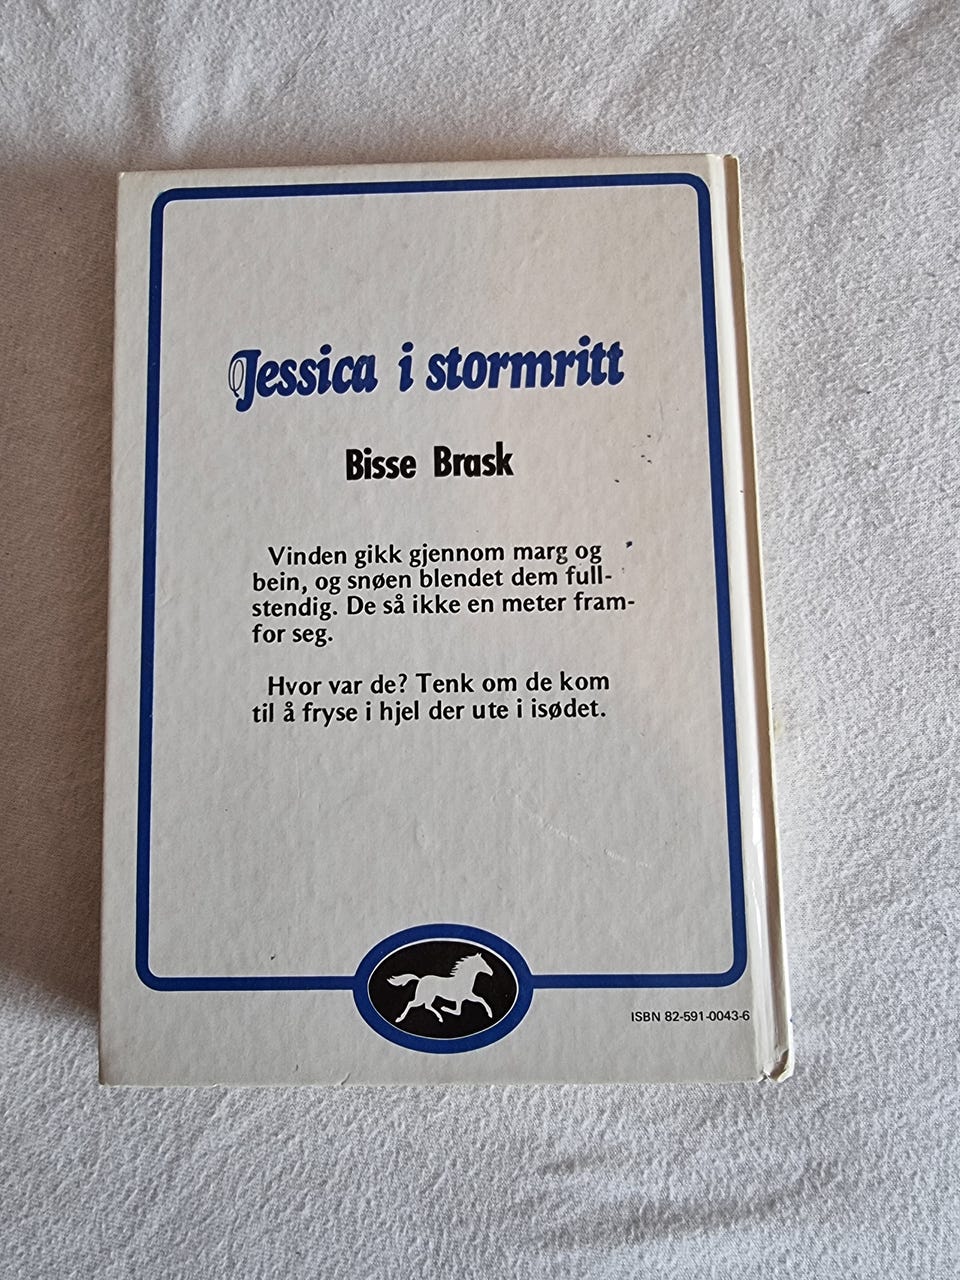 Jessica i stormritt
Bisse Brask
Vinden gikk gjennom marg og
bein, og snøen blendet dem full-
stendig. De så ikke en meter fram-
for seg.
Hvor var de? Tenk om de kom
til å fryse i hjel der ute i isødet.
ISBN 82-591-0043-6